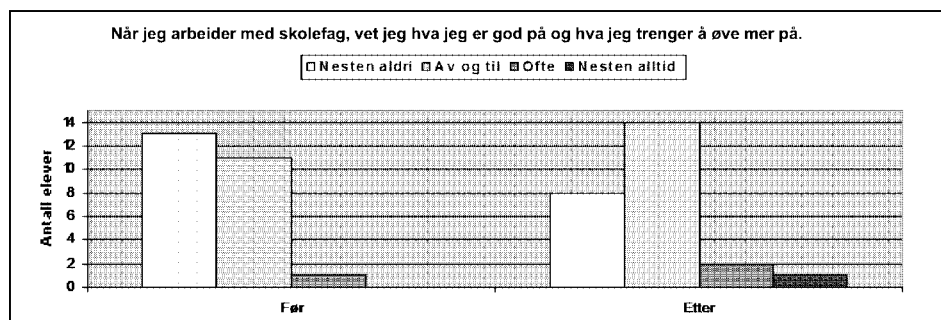 Når jeg arbeider med skolefag, vet jeg hva jeg er god på og hva jeg trenger å øve mer på.
Nesten aldri Av og til Ofte Nesten alltid
Antall elever
14
12
10
8
6
4
2
0
Før Etter